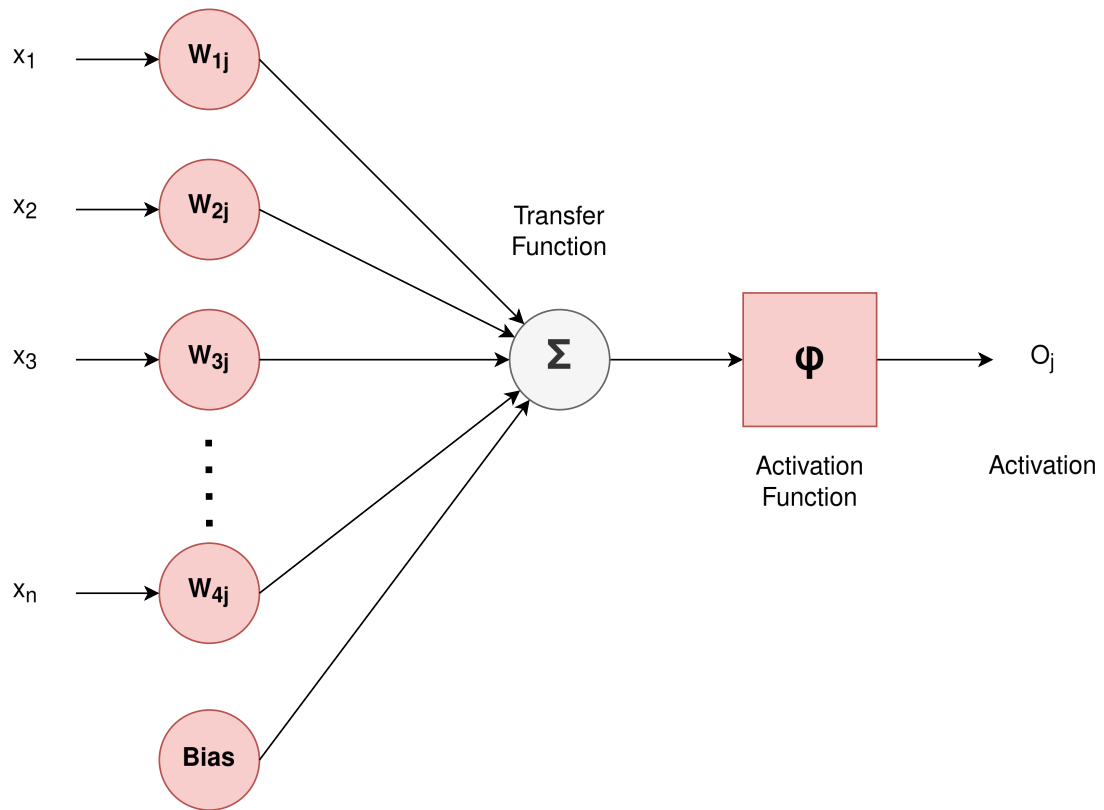 x₁
W₁ⱼ
x₂
W₂ⱼ
Transfer
Function
x₃
W₃ⱼ
Σ
φ
Oⱼ
Activation
Function
Activation
xₙ
W₄ⱼ
Bias